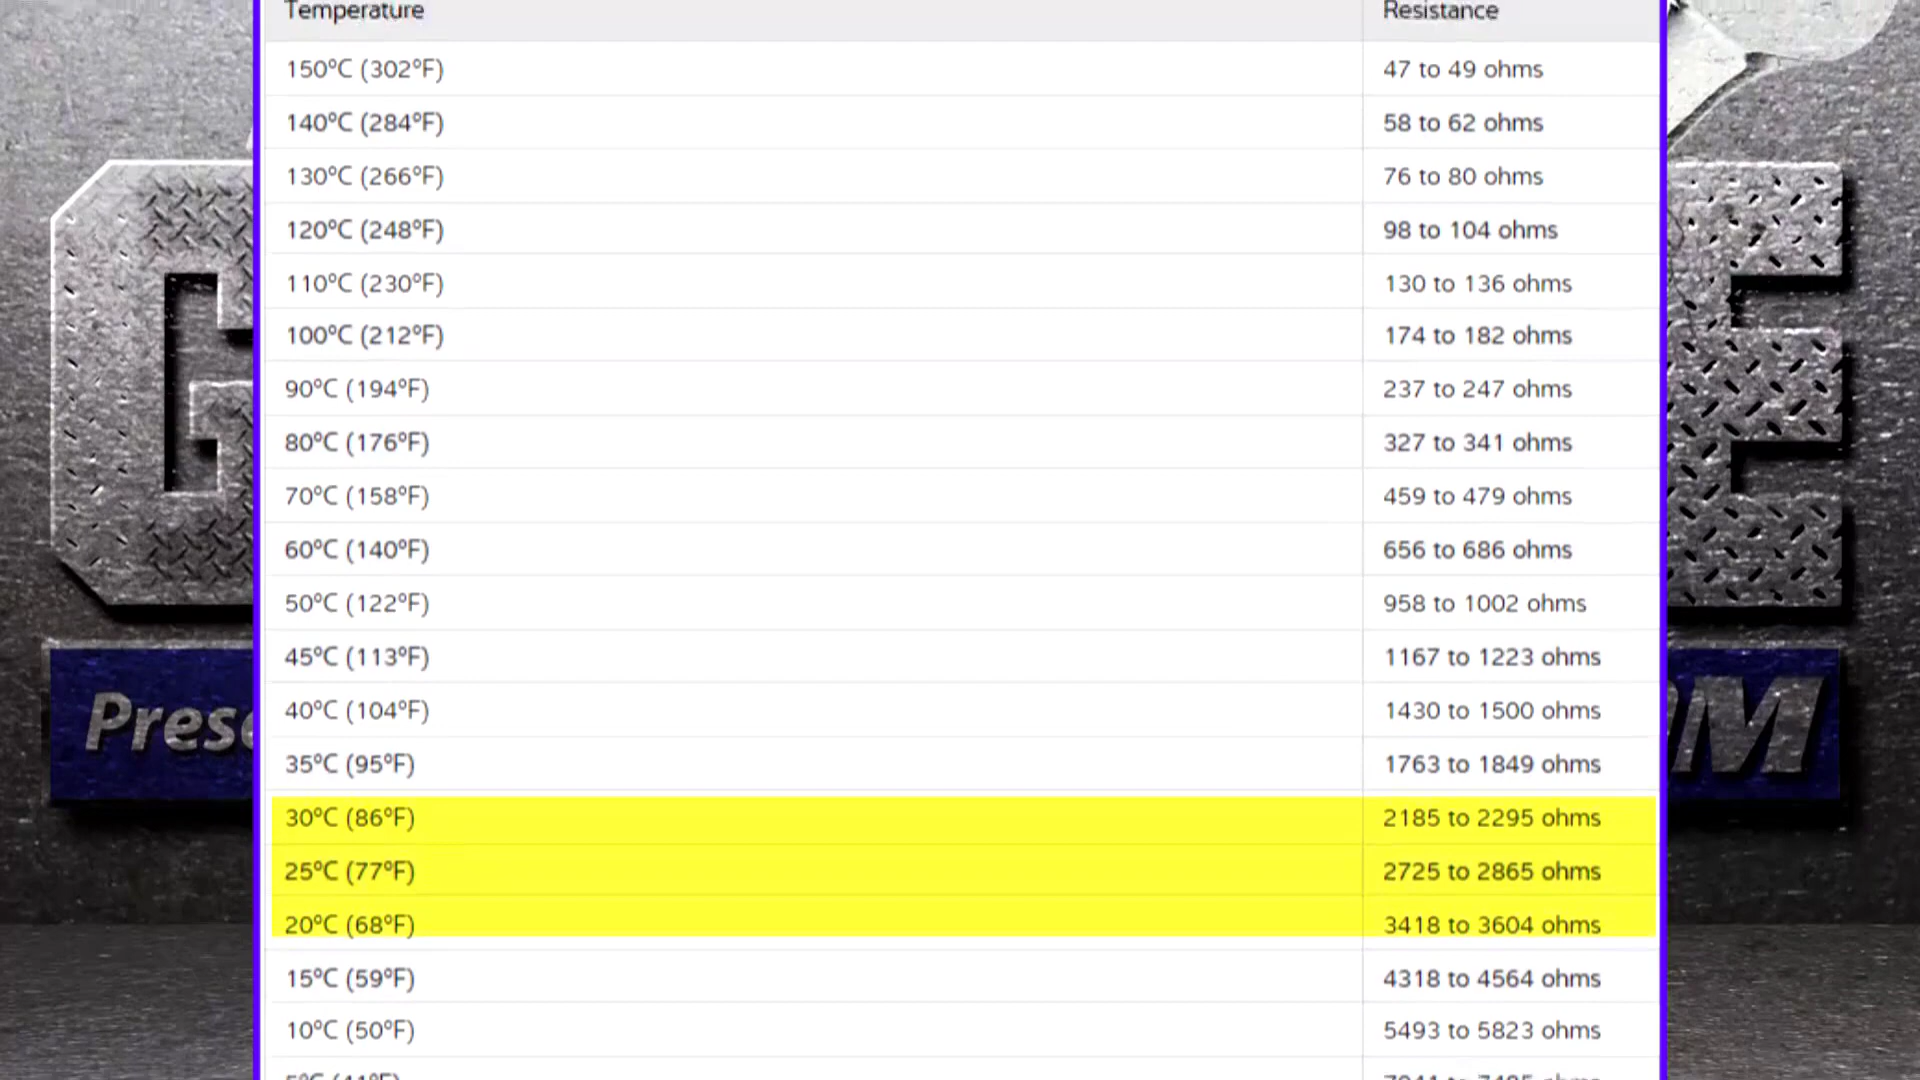 Temperature Resistance
150°C (302°F) 47 to 49 ohms
140°C (284°F) 58 to 62 ohms
130°C (266°F) 76 to 80 ohms
120°C (248°F) 98 to 104 ohms
110°C (230°F) 130 to 136 ohms
100°C (212°F) 174 to 182 ohms
90°C (194°F) 237 to 247 ohms
80°C (176°F) 327 to 341 ohms
70°C (158°F) 459 to 479 ohms
60°C (140°F) 656 to 686 ohms
50°C (122°F) 958 to 1002 ohms
45°C (113°F) 1167 to 1223 ohms
40°C (104°F) 1430 to 1500 ohms
35°C (95°F) 1763 to 1849 ohms
30°C (86°F) 2185 to 2295 ohms
25°C (77°F) 2725 to 2865 ohms
20°C (68°F) 3418 to 3604 ohms
15°C (59°F) 4318 to 4564 ohms
10°C (50°F) 5493 to 5823 ohms